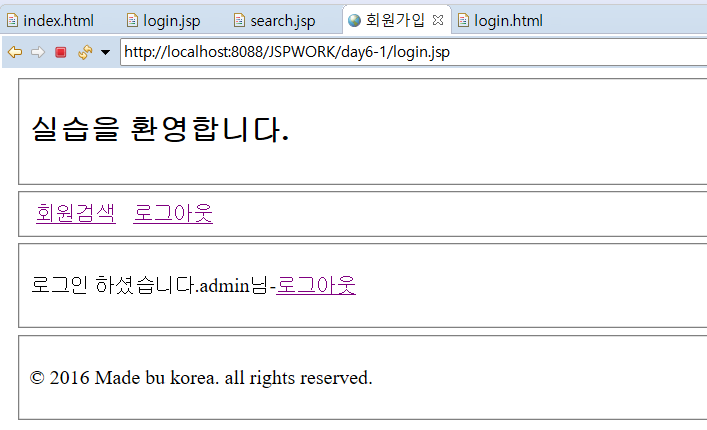 index.html login.jsp search.jsp 회원가입 login.html
http://localhost:8088/JSPWORK/day6-1/login.jsp
실습을 환영합니다.
회원검색 로그아웃
로그인 하셨습니다.admin님-로그아웃
© 2016 Made bu korea. all rights reserved.